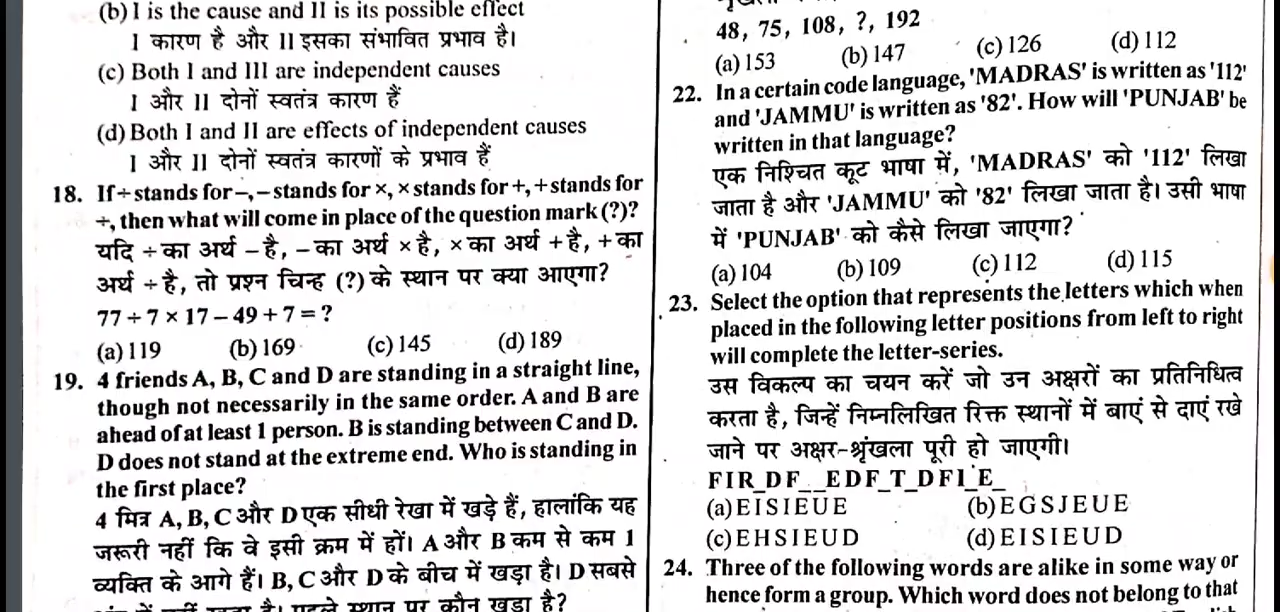 (b) I is the cause and II is its possible effect
I कारण है और II इसका संभावित प्रभाव है।
(c) Both I and III are independent causes
I और II दोनों स्वतंत्र कारण हैं
(d) Both I and II are effects of independent causes
I और II दोनों स्वतंत्र कारणों के प्रभाव हैं
18. If ÷ stands for –, – stands for ×, × stands for +, + stands for
÷, then what will come in place of the question mark (?)?
यदि ÷ का अर्थ – है, – का अर्थ × है, × का अर्थ + है, + का
अर्थ ÷ है, तो प्रश्न चिन्ह (?) के स्थान पर क्या आएगा?
77 ÷ 7 × 17 – 49 + 7 = ?
(a) 119 (b) 169 (c) 145 (d) 189
19. 4 friends A, B, C and D are standing in a straight line,
though not necessarily in the same order. A and B are
ahead of at least 1 person. B is standing between C and D.
D does not stand at the extreme end. Who is standing in
the first place?
4 मित्र A, B, C और D एक सीधी रेखा में खड़े हैं, हालांकि यह
जरूरी नहीं कि वे इसी क्रम में हों। A और B कम से कम 1
व्यक्ति के आगे हैं। B, C और D के बीच में खड़ा है। D सबसे
में नहीं खड़ा है। पहले स्थान पर कौन खड़ा है?
48, 75, 108, ?, 192
(a) 153 (b) 147 (c) 126 (d) 112
22. In a certain code language, 'MADRAS' is written as '112'
and 'JAMMU' is written as '82'. How will 'PUNJAB' be
written in that language?
एक निश्चित कूट भाषा में, 'MADRAS' को '112' लिखा
जाता है और 'JAMMU' को '82' लिखा जाता है। उसी भाषा
में 'PUNJAB' को कैसे लिखा जाएगा?
(a) 104 (b) 109 (c) 112 (d) 115
23. Select the option that represents the letters which when
placed in the following letter positions from left to right
will complete the letter-series.
उस विकल्प का चयन करें जो उन अक्षरों का प्रतिनिधित्व
करता है, जिन्हें निम्नलिखित रिक्त स्थानों में बाएं से दाएं रखे
जाने पर अक्षर-श्रृंखला पूरी हो जाएगी।
FIR_DF__EDF_T_DFI_E_
(a) EISIEUE (b) EGSJEUE
(c) EHSIEUD (d) EISIEUD
24. Three of the following words are alike in some way or
hence form a group. Which word does not belong to that